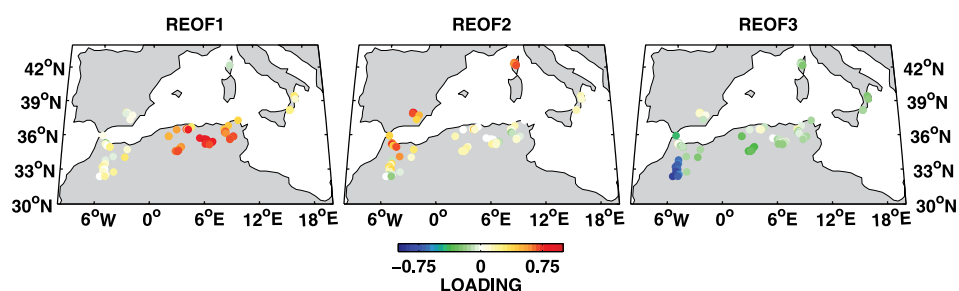 REOF1 REOF2 REOF3
42°N 42°N
39°N 39°N
36°N 36°N
33°N 33°N
30°N 30°N
6°W 0° 6°E 12°E 18°E 6°W 0° 6°E 12°E 18°E 6°W 0° 6°E 12°E 18°E
−0.75 0 0.75
LOADING